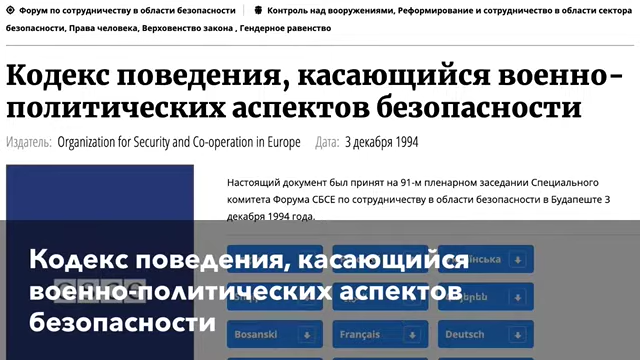 Форум по сотрудничеству в области безопасности Контроль над вооружениями, Реформирование и сотрудничество в области сектора
безопасности, Права человека, Верховенство закона , Гендерное равенство
Кодекс поведения, касающийся военно-
политических аспектов безопасности
Издатель: Organization for Security and Co-operation in Europe Дата: 3 декабря 1994
Настоящий документ был принят на 91-м пленарном заседании Специального
комитета Форума СБСЕ по сотрудничеству в области безопасности в Будапеште 3
декабря 1994 года.
Кодекс поведения, касающийся
военно-политических аспектов
безопасности
Bosanski Français Deutsch